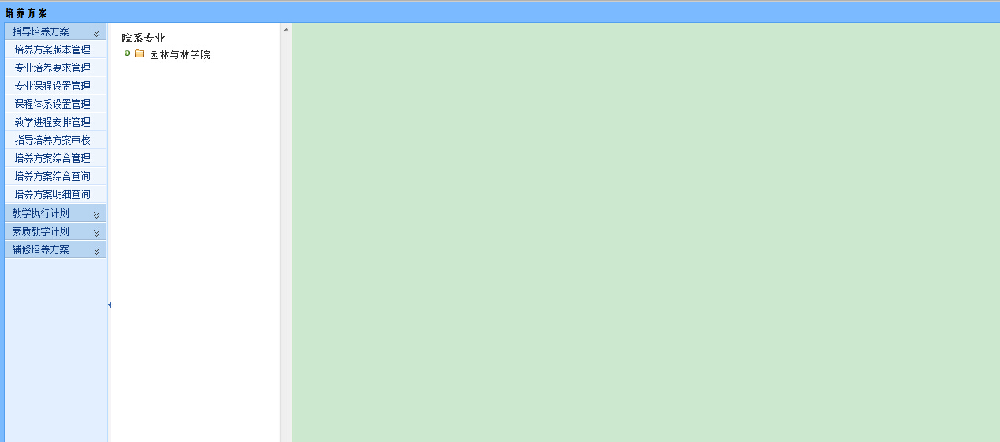 培养方案
指导培养方案
培养方案版本管理
专业培养要求管理
专业课程设置管理
课程体系设置管理
教学进程安排管理
指导培养方案审核
培养方案综合管理
培养方案综合查询
培养方案明细查询
教学执行计划
素质教学计划
辅修培养方案
院系专业
园林与林学院